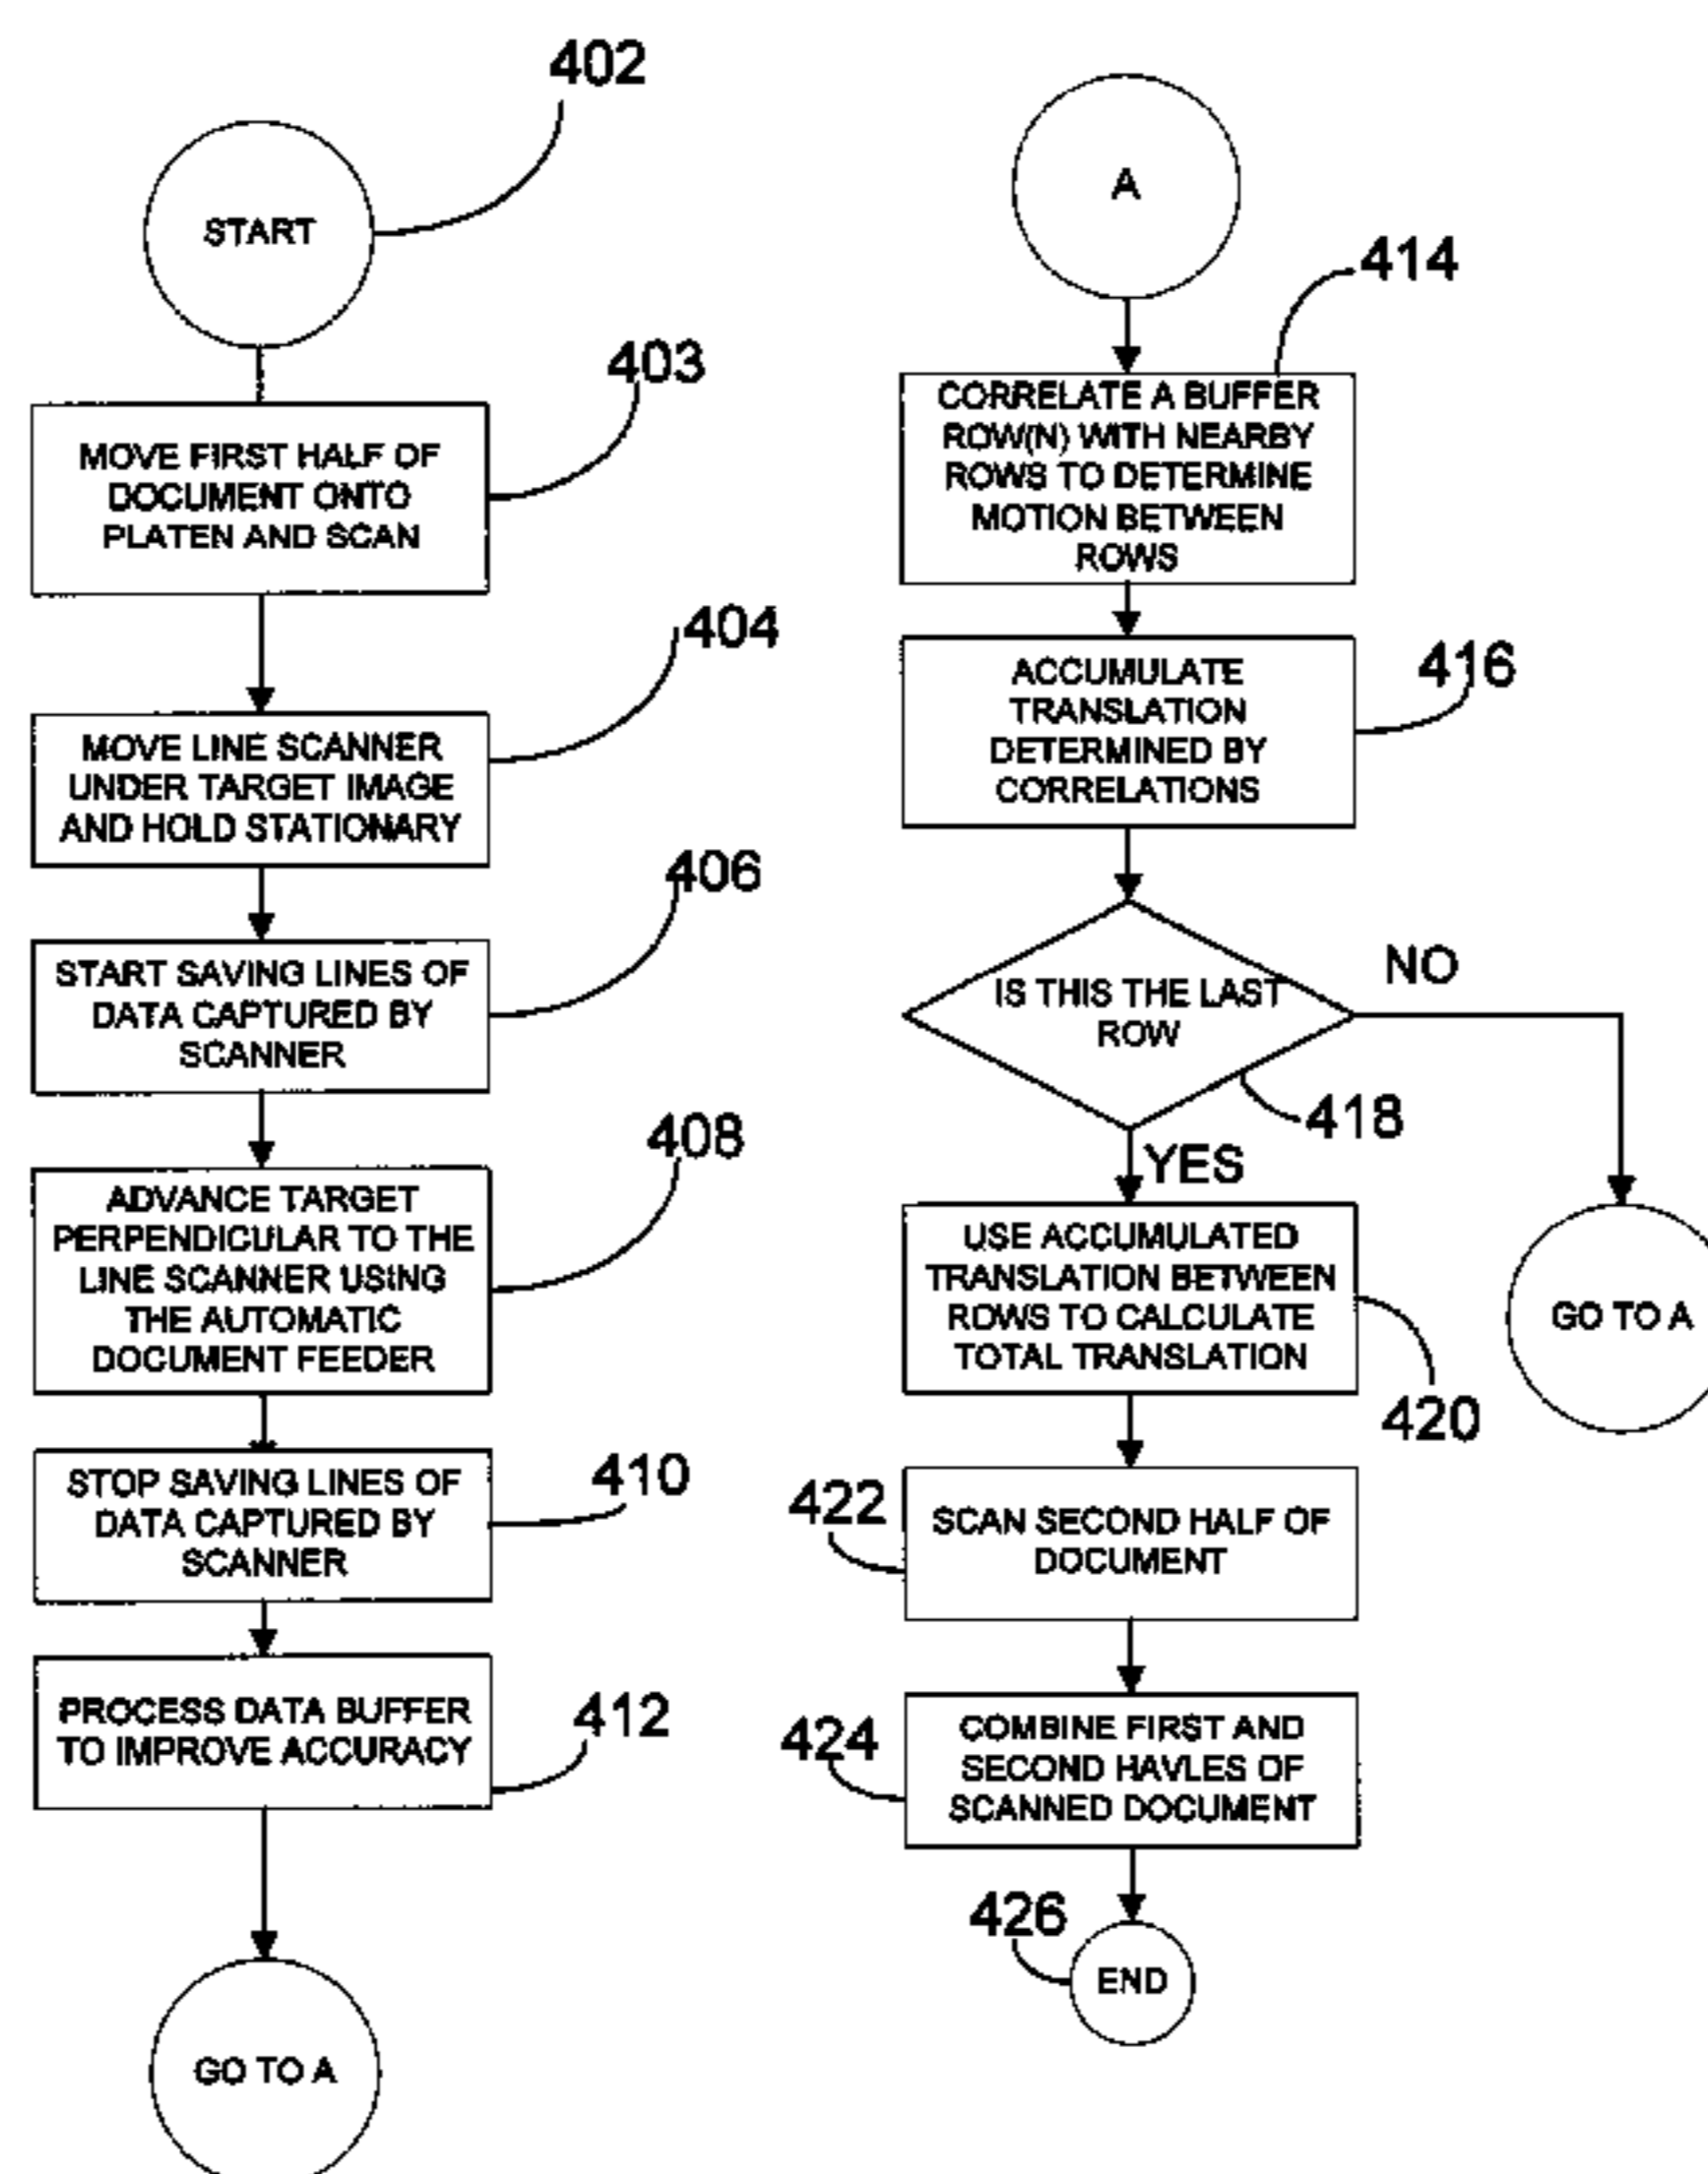 402
START
403
MOVE FIRST HALF OF
DOCUMENT ONTO
PLATEN AND SCAN
404
MOVE LINE SCANNER
UNDER TARGET IMAGE
AND HOLD STATIONARY
406
START SAVING LINES OF
DATA CAPTURED BY
SCANNER
408
ADVANCE TARGET
PERPENDICULAR TO THE
LINE SCANNER USING
THE AUTOMATIC
DOCUMENT FEEDER
410
STOP SAVING LINES OF
DATA CAPTURED BY
SCANNER
412
PROCESS DATA BUFFER
TO IMPROVE ACCURACY
GO TO A
A
414
CORRELATE A BUFFER
ROW(N) WITH NEARBY
ROWS TO DETERMINE
MOTION BETWEEN
ROWS
416
ACCUMULATE
TRANSLATION
DETERMINED BY
CORRELATIONS
IS THIS THE LAST
ROW
NO
418
YES
USE ACCUMULATED
TRANSLATION BETWEEN
ROWS TO CALCULATE
TOTAL TRANSLATION
420
GO TO A
422
SCAN SECOND HALF OF
DOCUMENT
424
COMBINE FIRST AND
SECOND HAVLES OF
SCANNED DOCUMENT
426
END